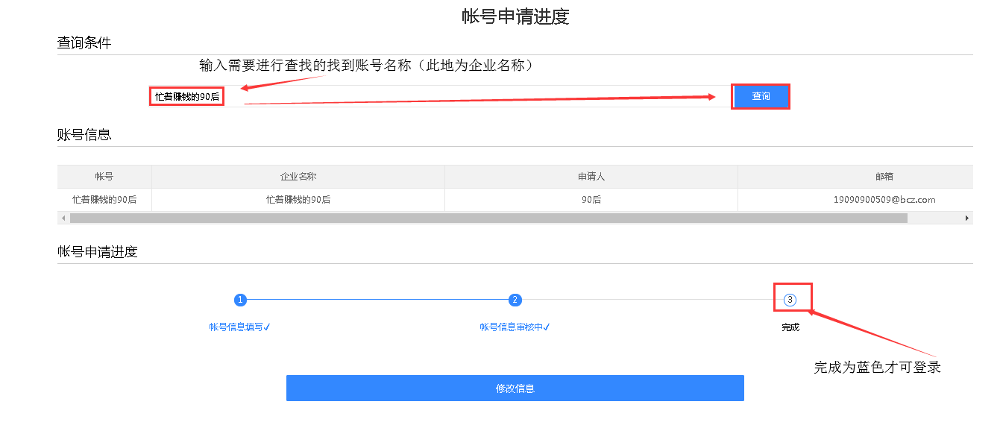 帐号申请进度
查询条件
输入需要进行查找的找到账号名称（此地为企业名称）
忙着赚钱的90后
查询
账号信息
帐号 企业名称 申请人 邮箱
忙着赚钱的90后 忙着赚钱的90后 90后 19090900509@bcz.com
帐号申请进度
1 2 3
帐号信息填写✓ 帐号信息审核中✓ 完成
完成为蓝色才可登录
修改信息